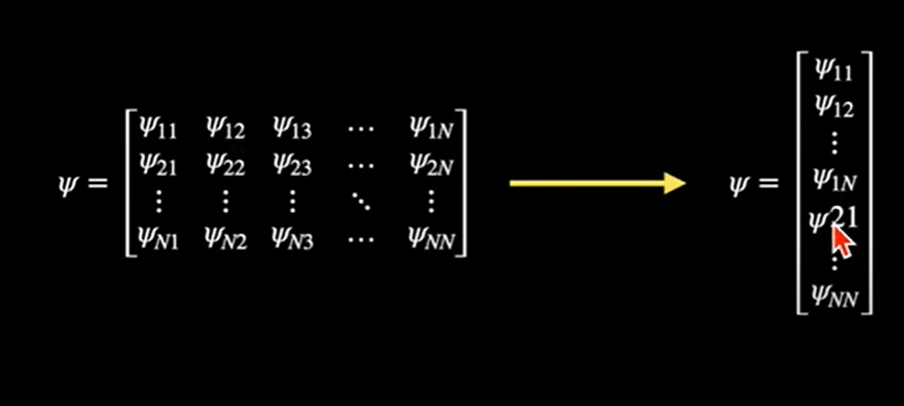 ψ = [ψ₁₁ ψ₁₂ ψ₁₃ ⋯ ψ₁N
ψ₂₁ ψ₂₂ ψ₂₃ ⋯ ψ₂N
⋮ ⋮ ⋮ ⋱ ⋮
ψN1 ψN2 ψN3 ⋯ ψNN]
ψ = [ψ₁₁
ψ₁₂
⋮
ψ₁N
ψ21
⋮
ψNN]